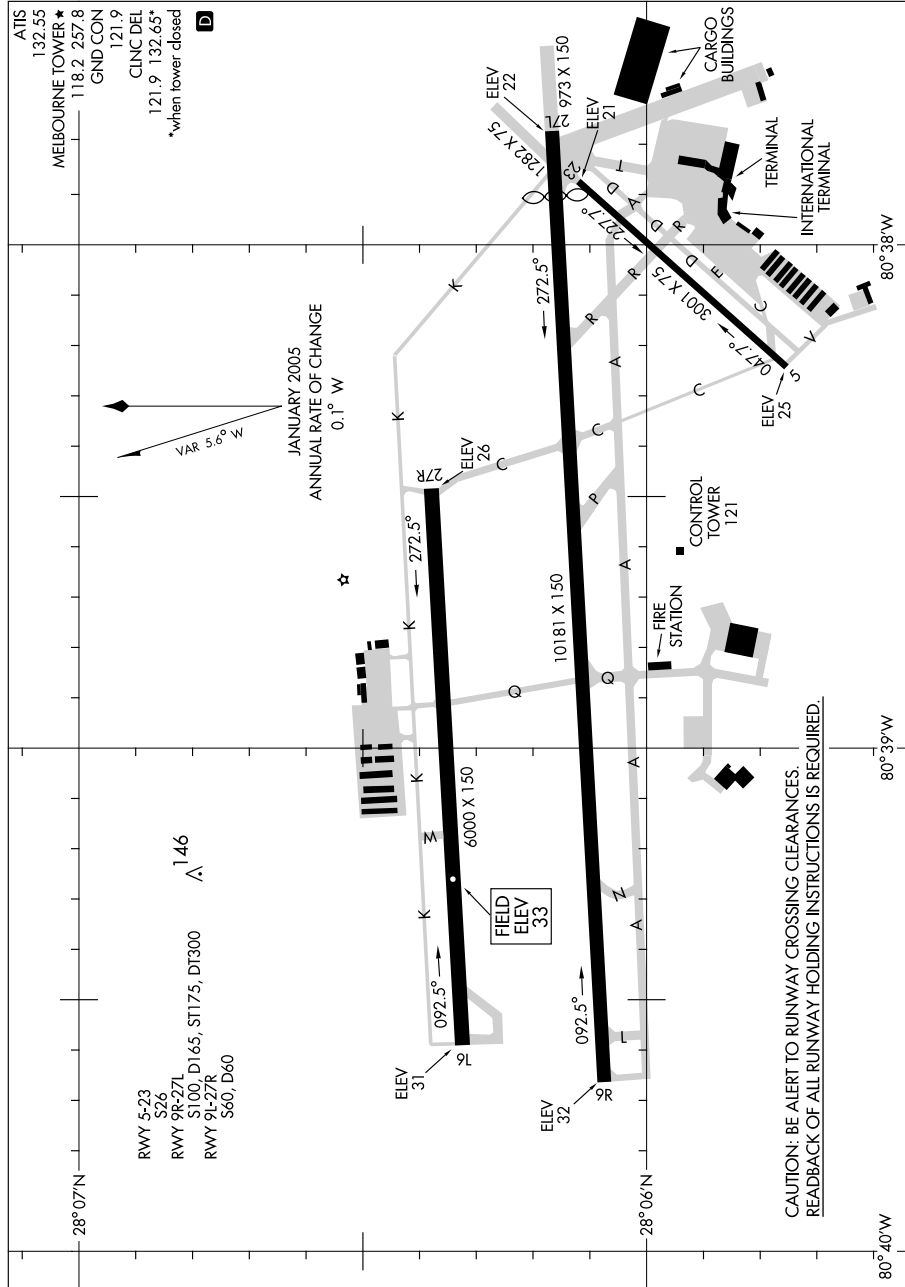 ATIS
132.55
MELBOURNE TOWER★
118.2 257.8
GND CON
121.9
CLNC DEL
121.9 132.65*
*when tower closed
D
JANUARY 2005
ANNUAL RATE OF CHANGE
0.1° W
VAR 5.6° W
RWY 5-23
S26
RWY 9R-27L
S100, D165, ST175, DT300
RWY 9L-27R
S60, D60
146
28°07'N
28°06'N
80°40'W
80°39'W
80°38'W
ELEV
31
9L
092.5°
FIELD
ELEV
33
6000 X 150
272.5°
27R
ELEV
26
K
K
K
K
K
K
W
Q
Q
C
C
C
C
ELEV
32
9R
092.5°
10181 X 150
272.5°
27L
ELEV
22
973 X 150
1282 X 75
23
ELEV
21
227.7°
3001 X 75
047.7°
5
ELEV
25
L
N
A
A
A
A
A
P
R
R
R
D
D
D
T
E
V
FIRE
STATION
CONTROL
TOWER
121
CARGO
BUILDINGS
TERMINAL
INTERNATIONAL
TERMINAL
CAUTION: BE ALERT TO RUNWAY CROSSING CLEARANCES.
READBACK OF ALL RUNWAY HOLDING INSTRUCTIONS IS REQUIRED.